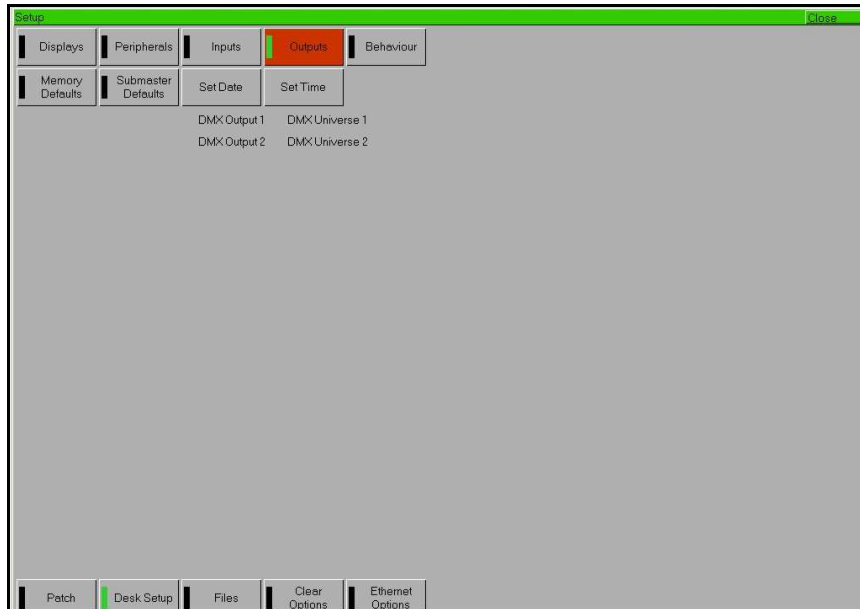 Setup Close
Displays Peripherals Inputs Outputs Behaviour
Memory Defaults Submaster Defaults Set Date Set Time
DMX Output 1 DMX Universe 1
DMX Output 2 DMX Universe 2
Patch Desk Setup Files Clear Options Ethernet Options